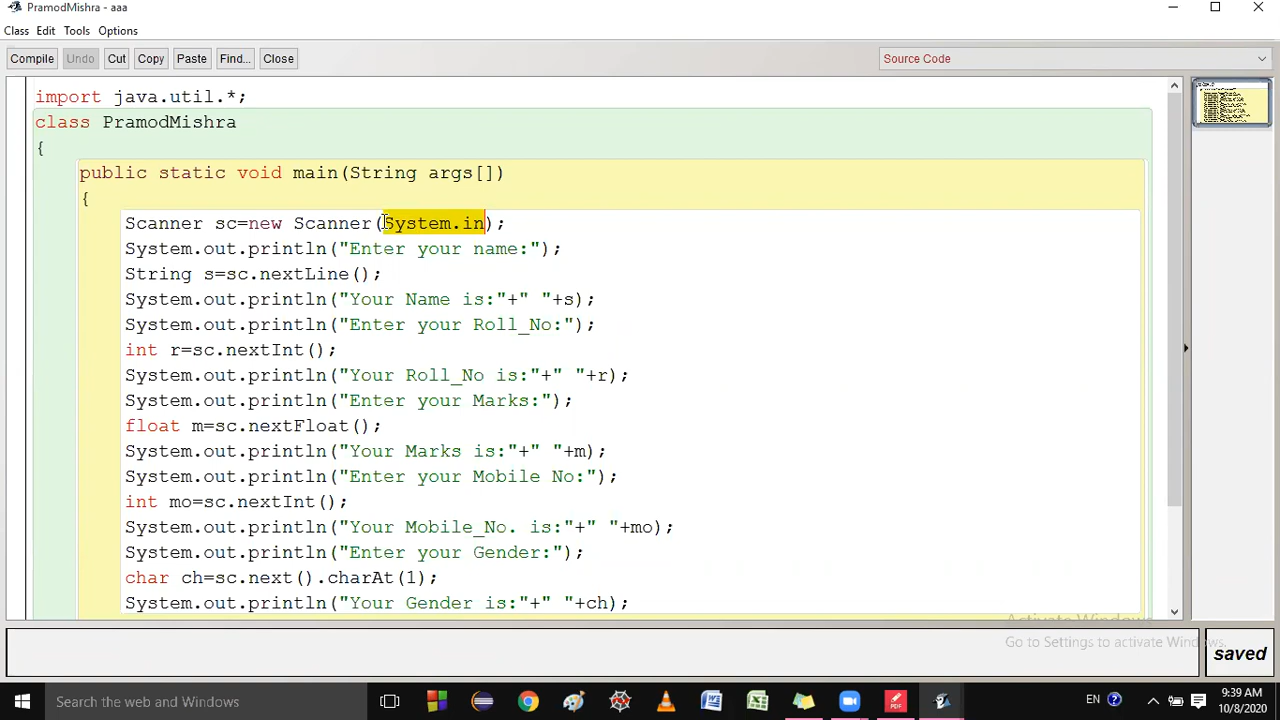 PramodMishra - aaa
Class Edit Tools Options
Compile Undo Cut Copy Paste Find... Close Source Code
import java.util.*;
class PramodMishra
{
public static void main(String args[])
{
Scanner sc=new Scanner(System.in);
System.out.println("Enter your name:");
String s=sc.nextLine();
System.out.println("Your Name is:"+" "+s);
System.out.println("Enter your Roll_No:");
int r=sc.nextInt();
System.out.println("Your Roll_No is:"+" "+r);
System.out.println("Enter your Marks:");
float m=sc.nextFloat();
System.out.println("Your Marks is:"+" "+m);
System.out.println("Enter your Mobile No:");
int mo=sc.nextInt();
System.out.println("Your Mobile_No. is:"+" "+mo);
System.out.println("Enter your Gender:");
char ch=sc.next().charAt(1);
System.out.println("Your Gender is:"+" "+ch);
Activate Windows
Go to Settings to activate Windows.
saved
Search the web and Windows
EN
9:39 AM
10/8/2020